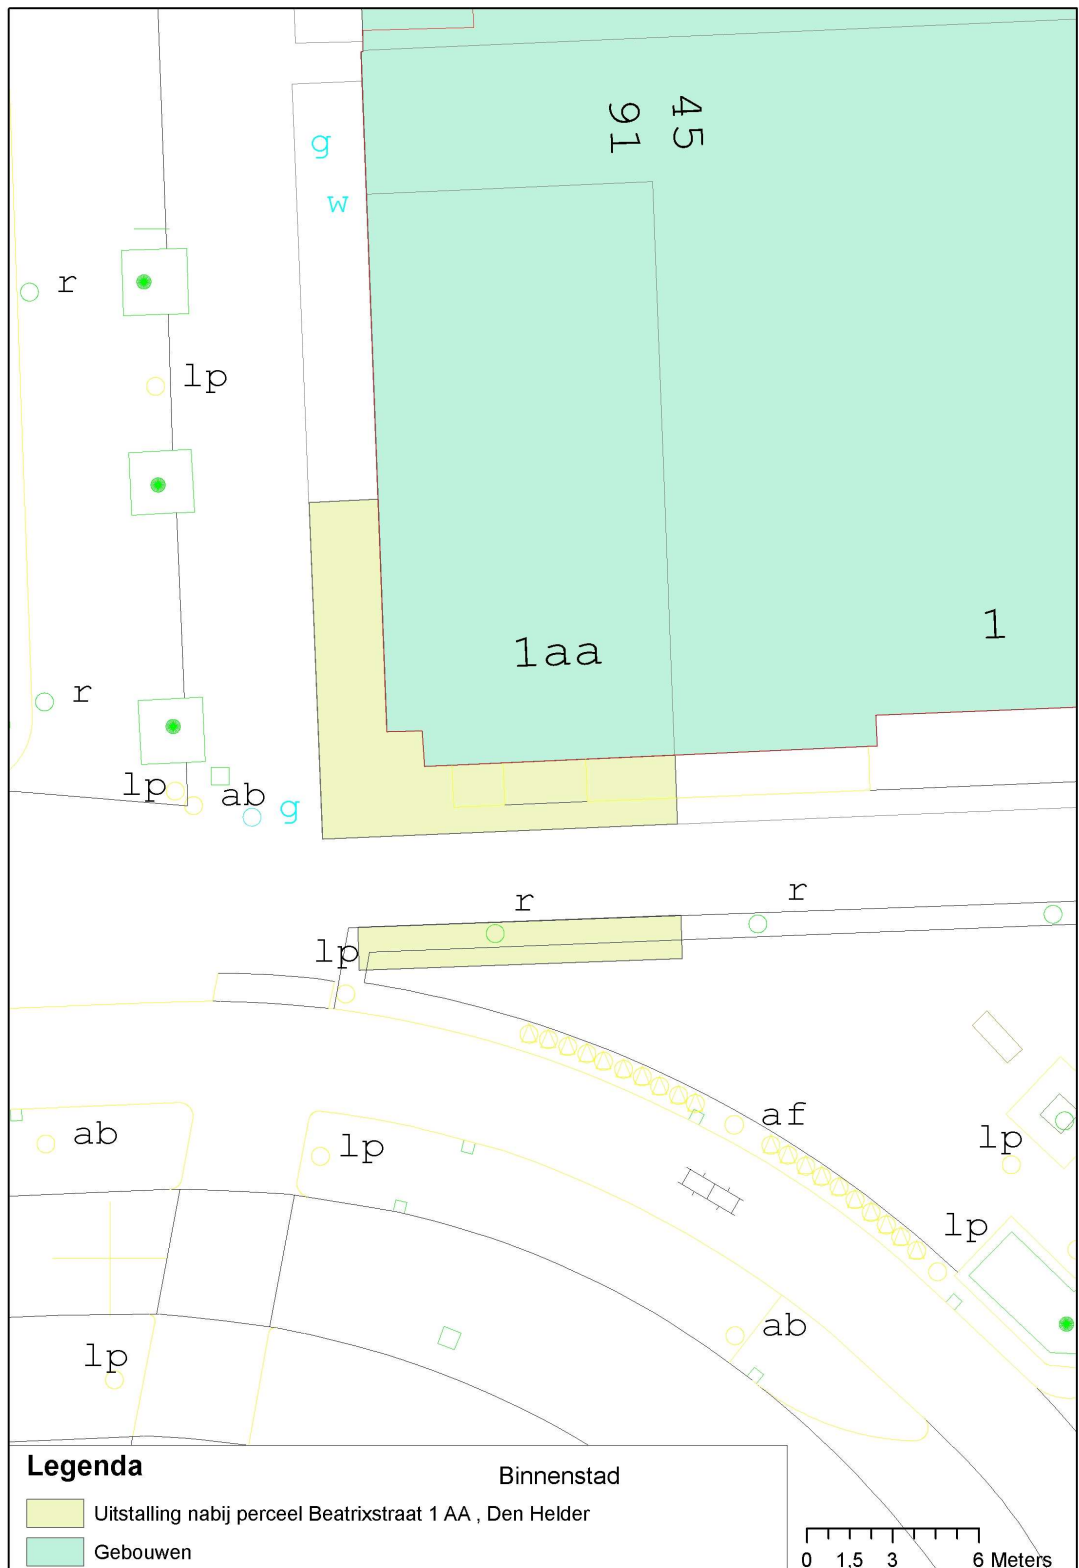 45
91
g
w
r
lp
1
1aa
r
lp
ab
g
r
r
lp
af
ab
lp
lp
lp
ab
lp
Legenda
Binnenstad
Uitstalling nabij perceel Beatrixstraat 1 AA , Den Helder
Gebouwen
0 1,5 3 6 Meters